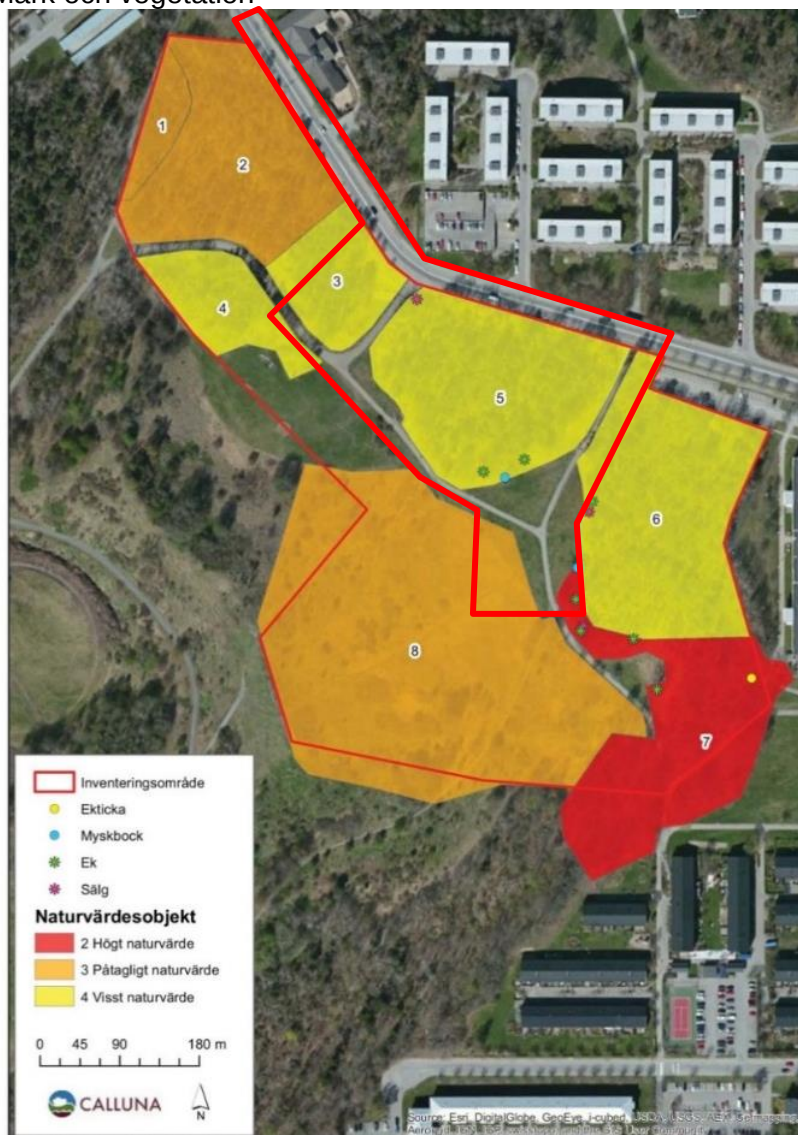 Mark och vegetation
1
2
3
4
5
6
8
7
Inventeringsområde
Ekticka
Myskbock
Ek
Sälg
Naturvärdesobjekt
2 Högt naturvärde
3 Påtagligt naturvärde
4 Visst naturvärde
0 45 90 180 m
CALLUNA
N
Source: Esri, DigitalGlobe, GeoEye, i-cubed, USDA, USGS, AEX, Getmapping,